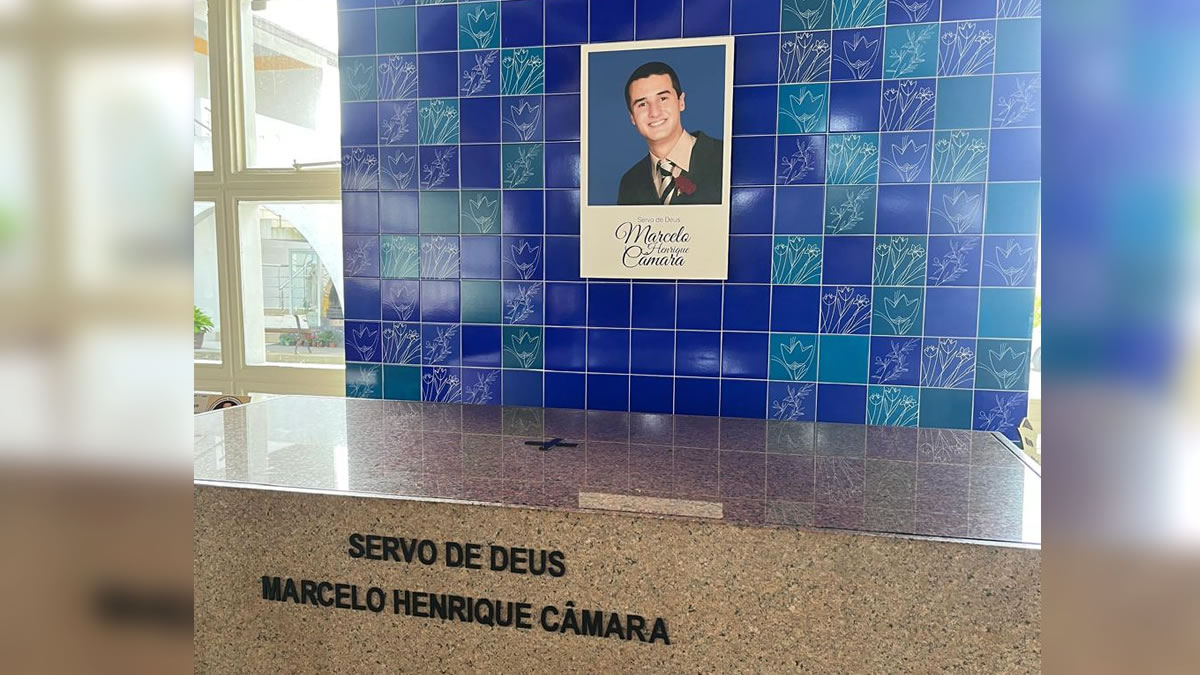 Servo de Deus
Marcelo
Henrique
Câmara
SERVO DE DEUS
MARCELO HENRIQUE CÂMARA